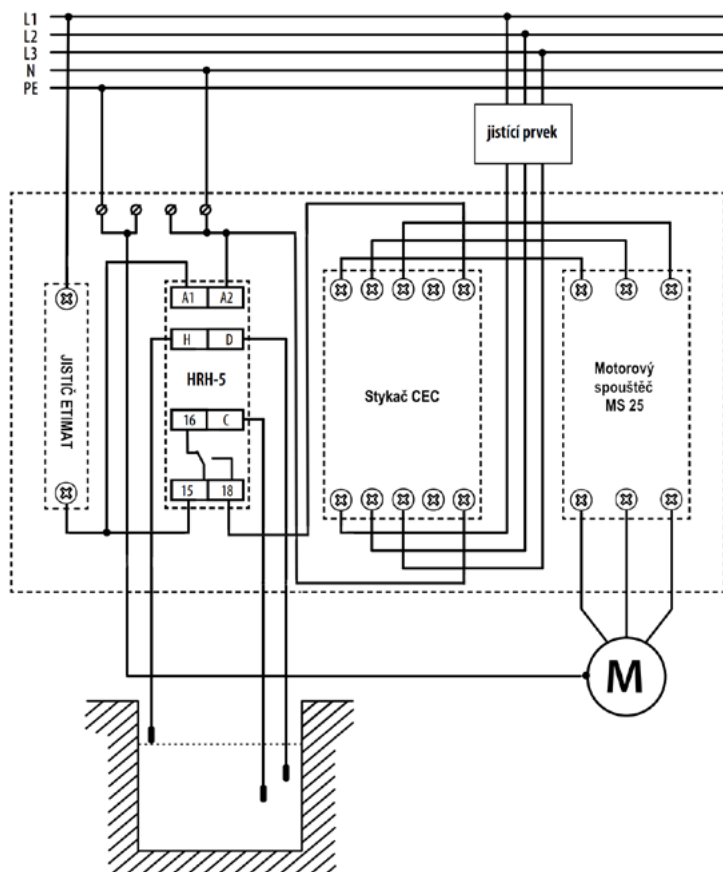 L1
L2
L3
N
PE
jistící prvek
JISTIČ ETIMAT
A1 A2
H D
HRH-5
16 C
15 18
Stykač CEC
Motorový
spouštěč
MS 25
M